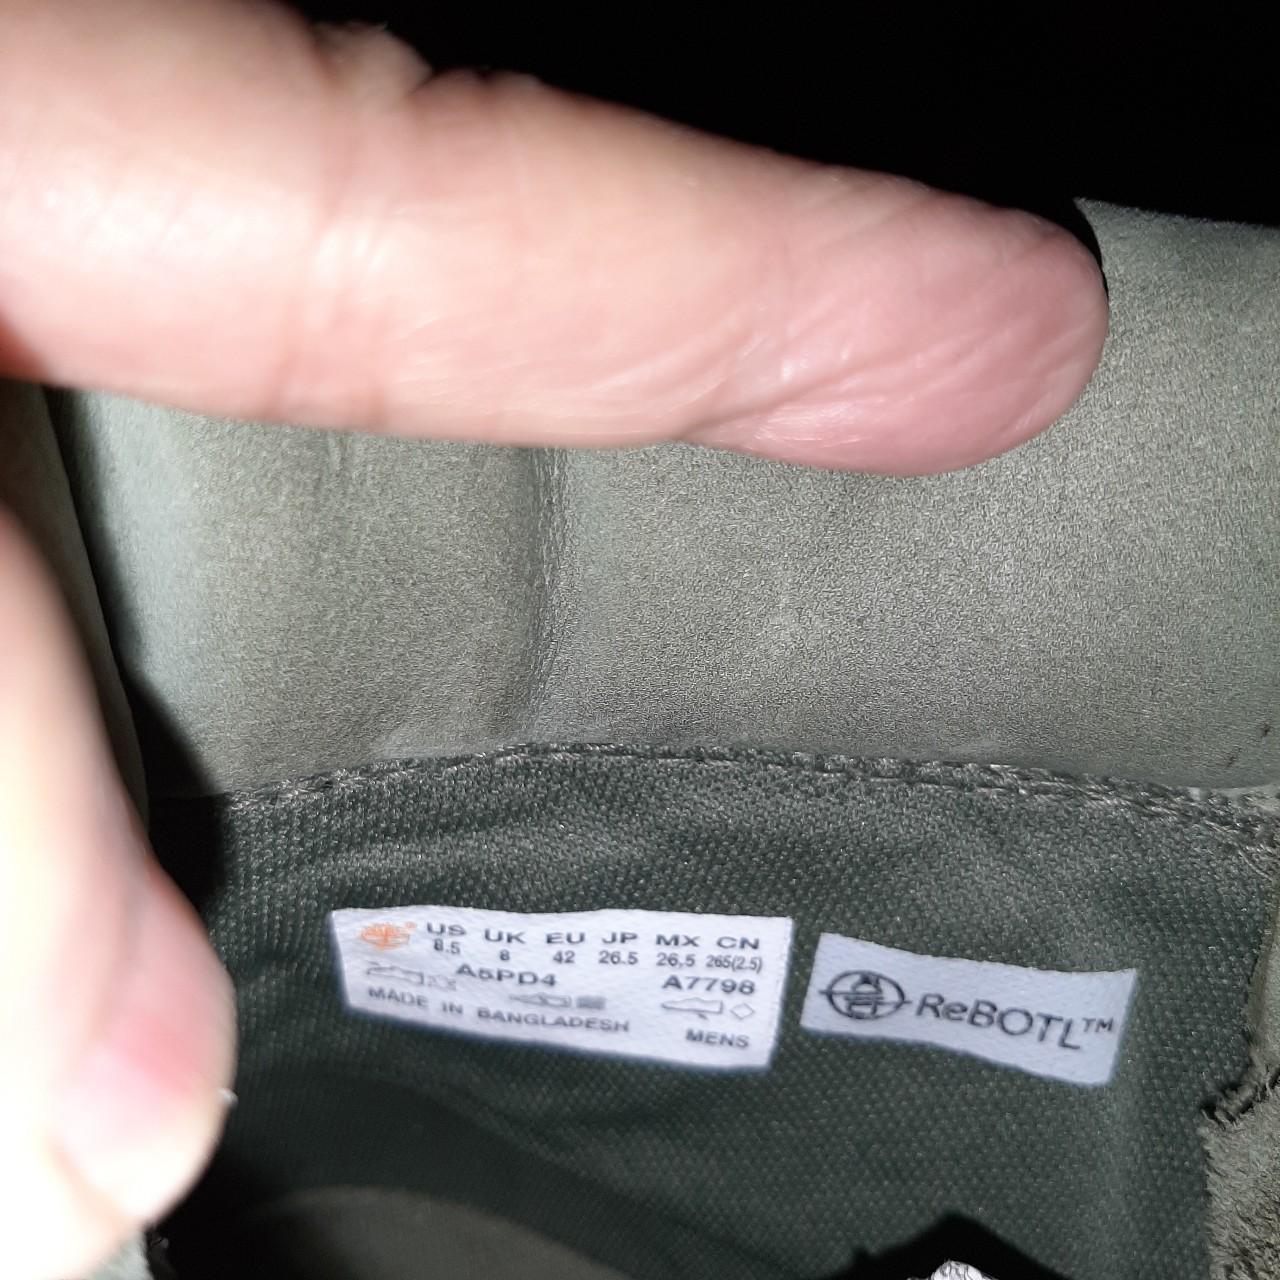 US UK EU JP MX CN
8.5 8 42 26.5 26,5 265(2.5)
A5PD4 A7798
MADE IN BANGLADESH MENS
ReBOTL™